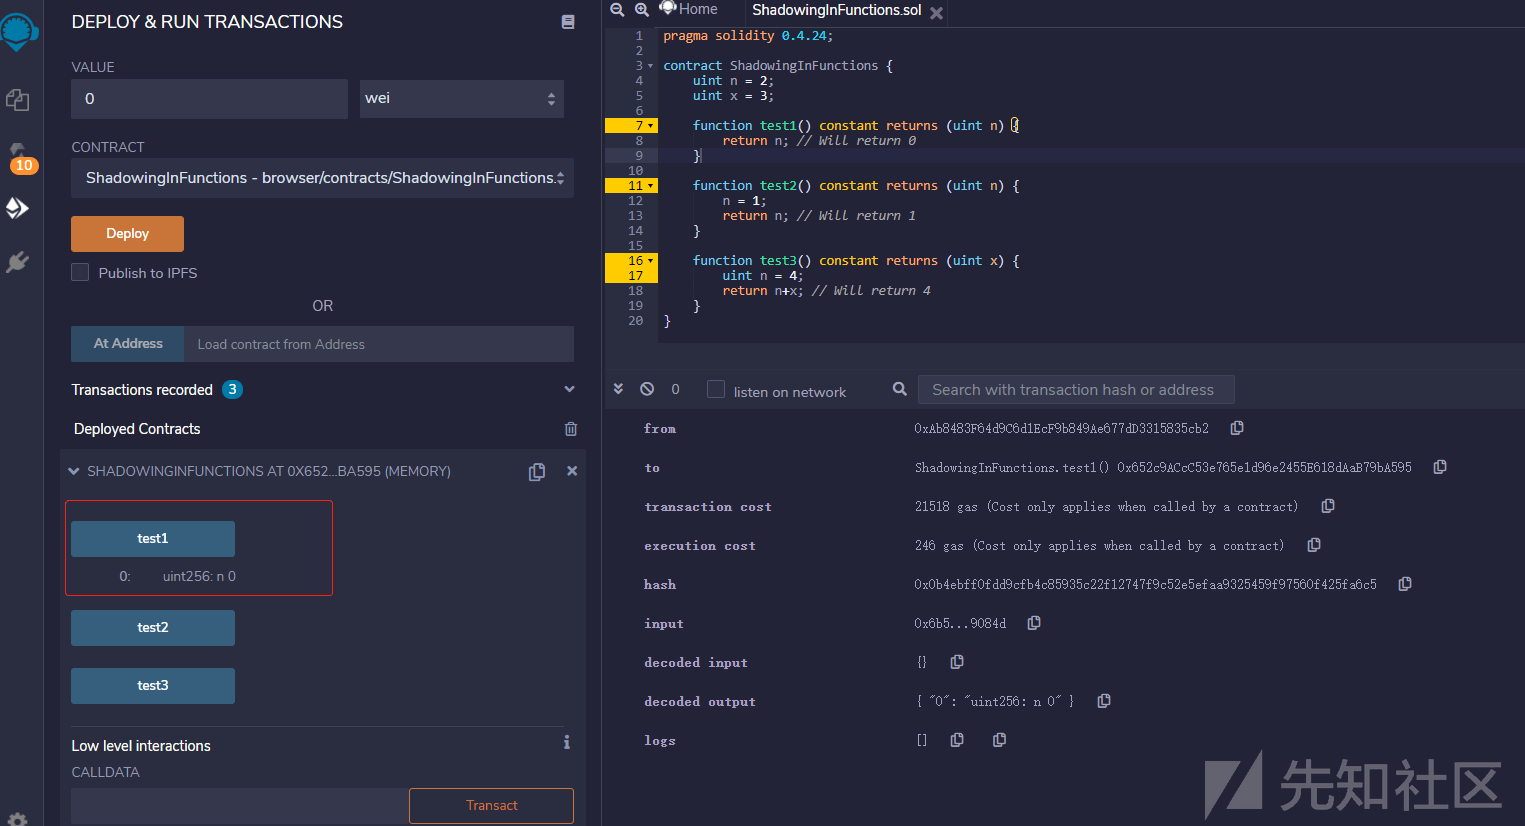 DEPLOY & RUN TRANSACTIONS
VALUE
0
wei
CONTRACT
ShadowingInFunctions - browser/contracts/ShadowingInFunctions.
Deploy
Publish to IPFS
OR
At Address
Load contract from Address
Transactions recorded 3
Deployed Contracts
SHADOWINGINFUNCTIONS AT 0X652...BA595 (MEMORY)
test1
0: uint256: n 0
test2
test3
Low level interactions
i
CALLDATA
Transact
10
Home
ShadowingInFunctions.sol
1 pragma solidity 0.4.24;
2
3 contract ShadowingInFunctions {
4 uint n = 2;
5 uint x = 3;
6
7 function test1() constant returns (uint n) {
8 return n; // Will return 0
9 }
10
11 function test2() constant returns (uint n) {
12 n = 1;
13 return n; // Will return 1
14 }
15
16 function test3() constant returns (uint x) {
17 uint n = 4;
18 return n+x; // Will return 4
19 }
20 }
0
listen on network
Search with transaction hash or address
from 0xAb8483F64d9C6d1EcF9b849Ae677dD3315835cb2
to ShadowingInFunctions.test1() 0x652c9ACcC53e765e1d96e2455E618dAaB79bA595
transaction cost 21518 gas (Cost only applies when called by a contract)
execution cost 246 gas (Cost only applies when called by a contract)
hash 0x0b4ebff0fdd9cfb4c85935c22f12747f9c52e5efaa9325459f97560f425fa6c5
input 0x6b5...9084d
decoded input {}
decoded output { "0": "uint256: n 0" }
logs []
先知社区